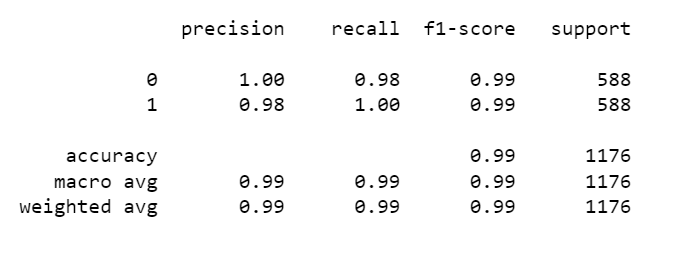 precision recall f1-score support
0 1.00 0.98 0.99 588
1 0.98 1.00 0.99 588
accuracy 0.99 1176
macro avg 0.99 0.99 0.99 1176
weighted avg 0.99 0.99 0.99 1176